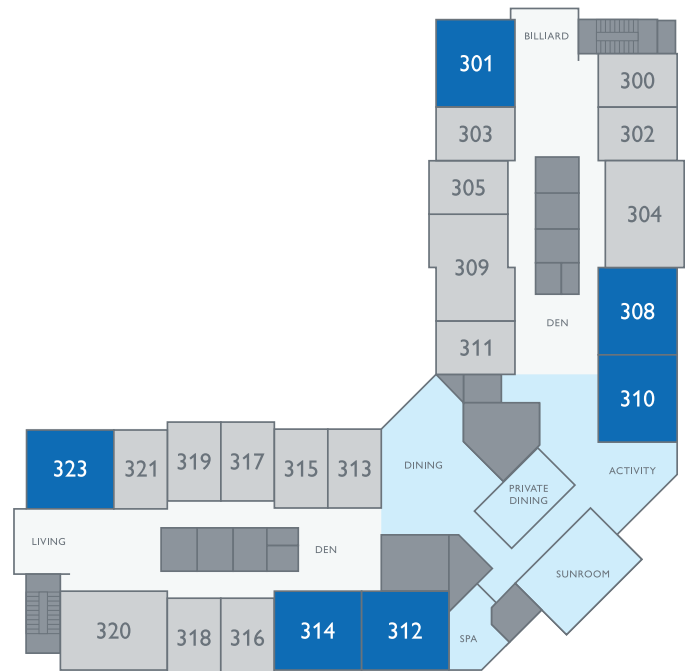 BILLIARD
301
300
303
302
305
304
309
308
DEN
311
310
323
321
319
317
315
313
DINING
ACTIVITY
PRIVATE
DINING
LIVING
DEN
SUNROOM
320
318
316
314
312
SPA